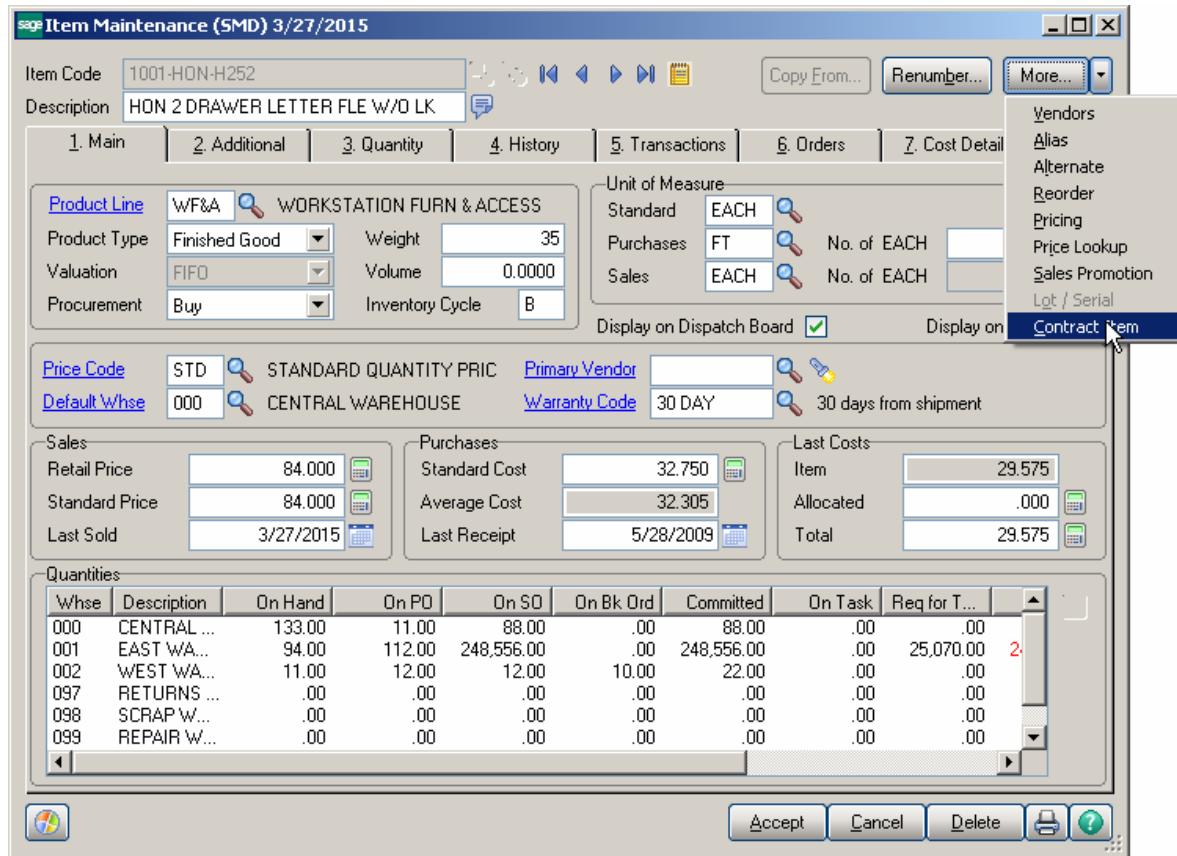 sage Item Maintenance (SMD) 3/27/2015
Item Code 1001-HON-H252 Copy From... Renumber... More...
Description HON 2 DRAWER LETTER FLE W/O LK
Vendors
Alias
Alternate
Reorder
Pricing
Price Lookup
Sales Promotion
Lot / Serial
Contract Item
1. Main 2. Additional 3. Quantity 4. History 5. Transactions 6. Orders 7. Cost Detail
Product Line WF&A WORKSTATION FURN & ACCESS
Product Type Finished Good Weight 35
Valuation FIFO Volume 0.0000
Procurement Buy Inventory Cycle B
Unit of Measure
Standard EACH
Purchases FT No. of EACH
Sales EACH No. of EACH
Display on Dispatch Board Display on
Price Code STD STANDARD QUANTITY PRIC Primary Vendor
Default Whse 000 CENTRAL WAREHOUSE Warranty Code 30 DAY 30 days from shipment
Sales
Retail Price 84.000
Standard Price 84.000
Last Sold 3/27/2015
Purchases
Standard Cost 32.750
Average Cost 32.305
Last Receipt 5/28/2009
Last Costs
Item 29.575
Allocated .000
Total 29.575
Quantities
Whse Description On Hand On PO On SO On Bk Ord Committed On Task Req for T...
000 CENTRAL ... 133.00 11.00 88.00 .00 88.00 .00 .00
001 EAST WA... 94.00 112.00 248,556.00 .00 248,556.00 .00 25,070.00
002 WEST WA... 11.00 12.00 12.00 10.00 22.00 .00 .00
097 RETURNS ... .00 .00 .00 .00 .00 .00 .00
098 SCRAP W... .00 .00 .00 .00 .00 .00 .00
099 REPAIR W... .00 .00 .00 .00 .00 .00 .00
Accept Cancel Delete